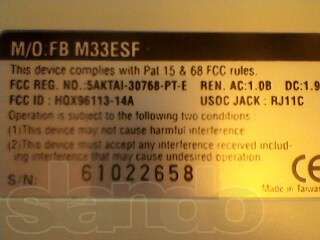 M/O.FB M33ESF
This device complies with Pat 15 & 68 FCC rules.
FCC REG. NO.:5AKTAI-30768-PT-E REN. AC:1.0B DC:1.9
FCC ID : HOX96113-14A USOC JACK : RJ11C
Operation is subject to the following two conditions
(1)This device may not cause harmful interference
(2)This device must accept any interference received includ-
ing interference that may cause undesired operation.
S/N: 61022658
CE
Made in Taiwan
slando